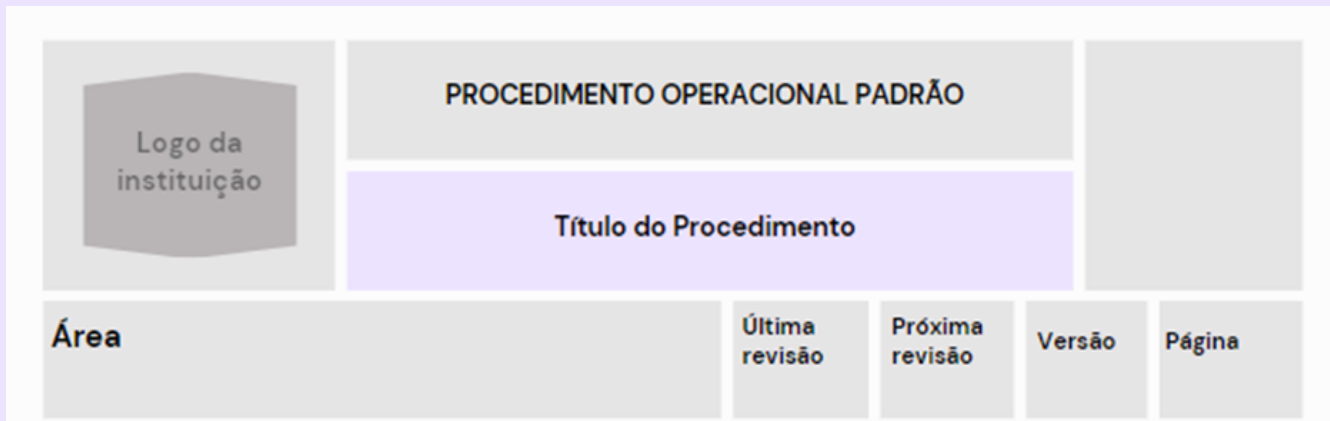 PROCEDIMENTO OPERACIONAL PADRÃO
Logo da
instituição
Título do Procedimento
Área
Última
revisão
Próxima
revisão
Versão
Página